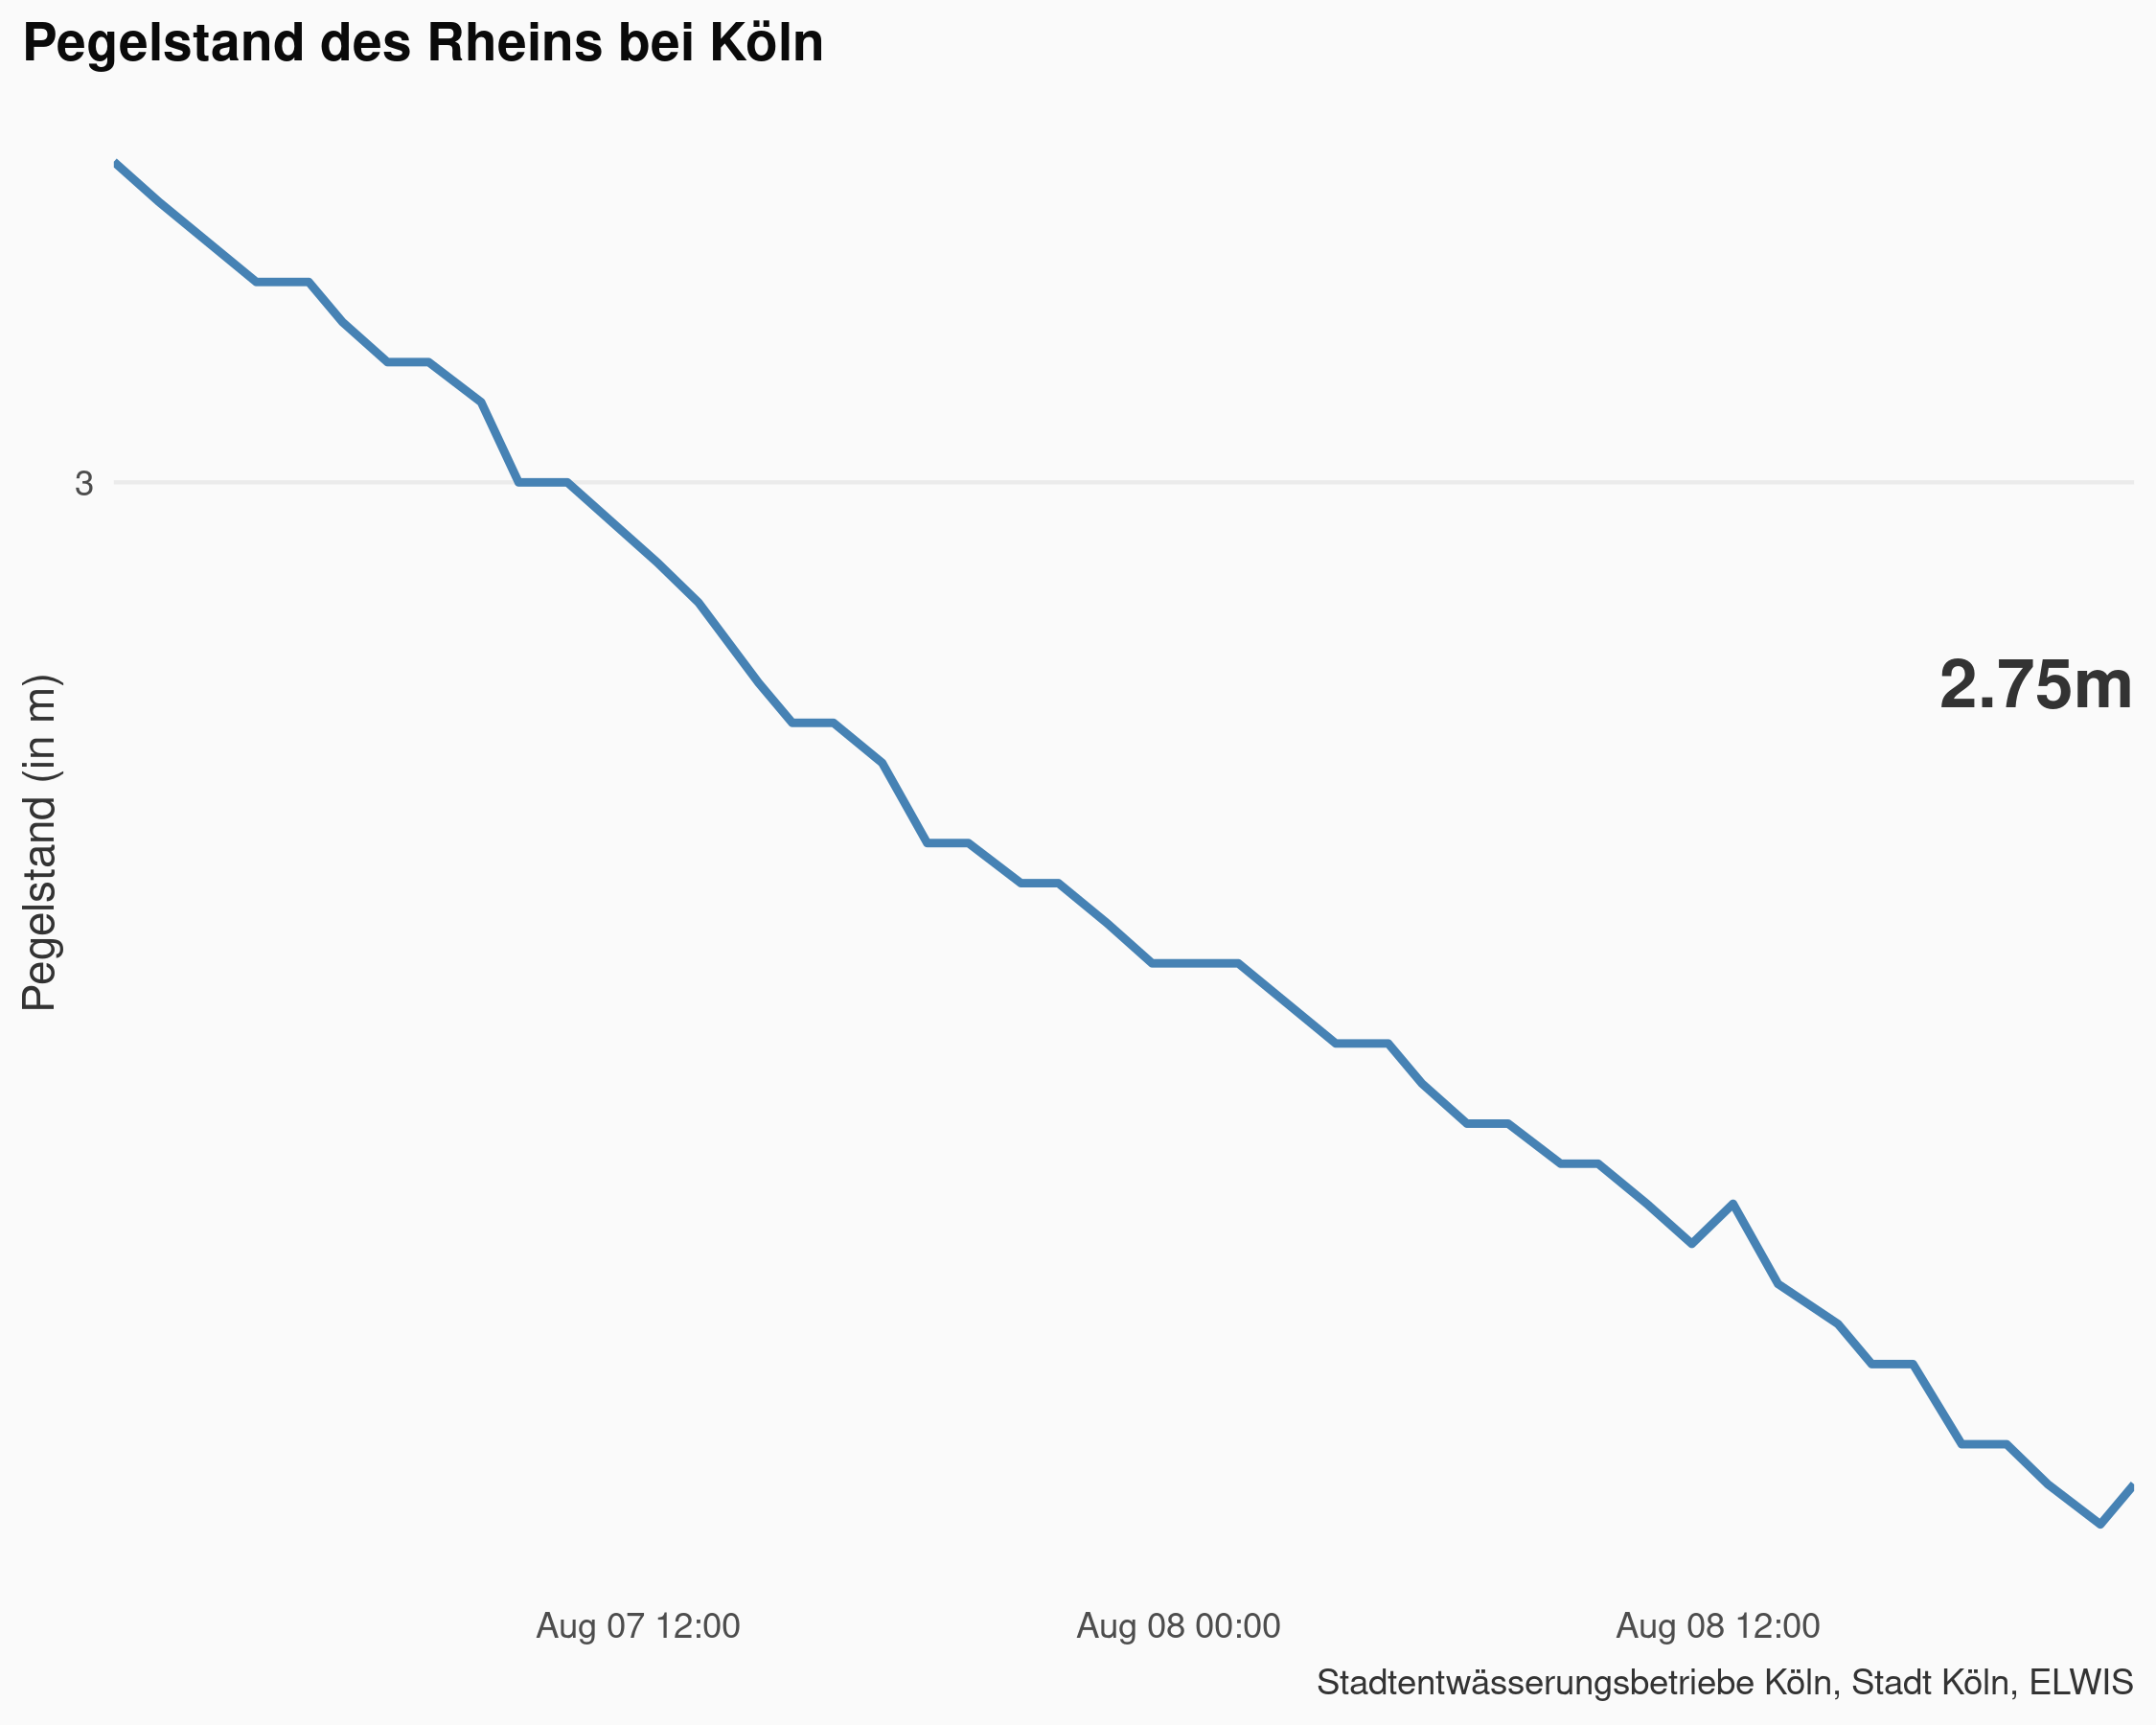 Pegelstand des Rheins bei Köln
3
2.75m
Pegelstand (in m)
Aug 07 12:00
Aug 08 00:00
Aug 08 12:00
Stadtentwässerungsbetriebe Köln, Stadt Köln, ELWIS